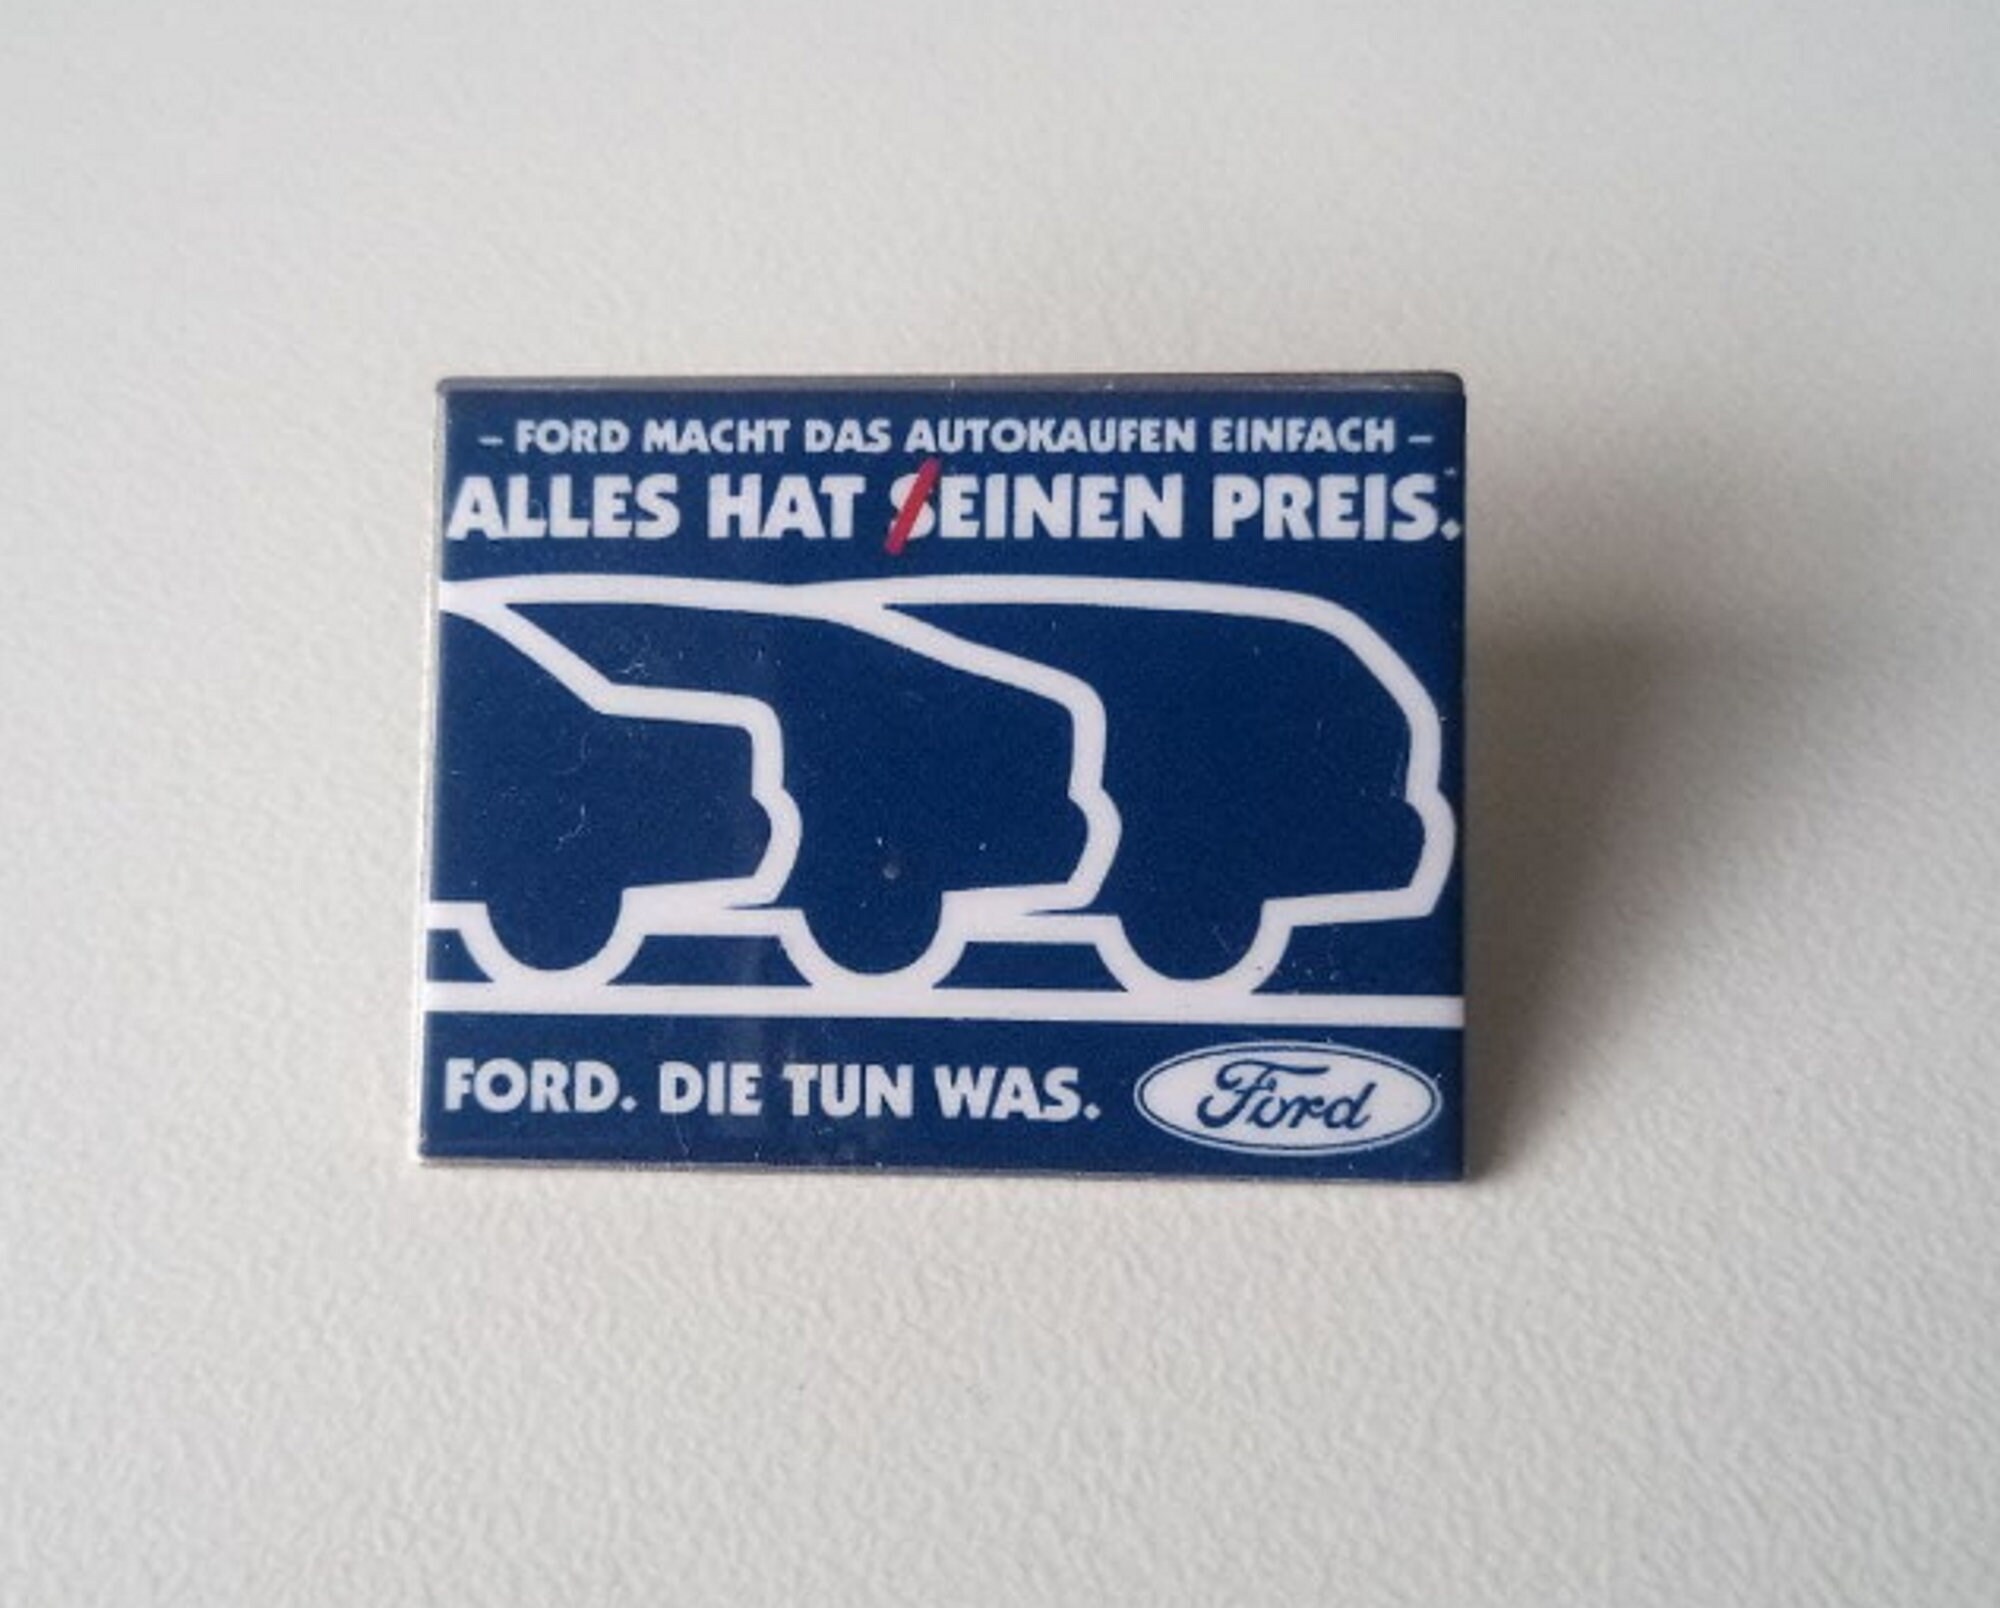 – FORD MACHT DAS AUTOKAUFEN EINFACH –
ALLES HAT SEINEN PREIS.
FORD. DIE TUN WAS.
Ford